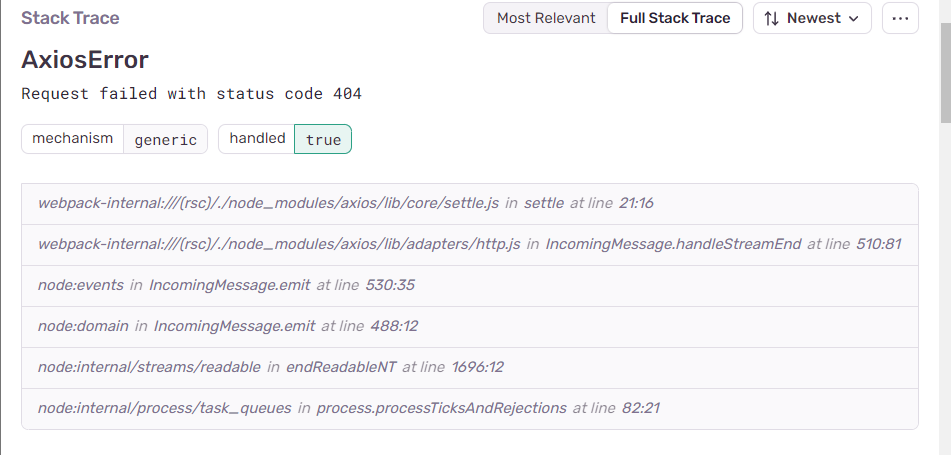 Stack Trace
Most Relevant Full Stack Trace Newest
AxiosError
Request failed with status code 404
mechanism generic handled true
webpack-internal:///(rsc)/./node_modules/axios/lib/core/settle.js in settle at line 21:16
webpack-internal:///(rsc)/./node_modules/axios/lib/adapters/http.js in IncomingMessage.handleStreamEnd at line 510:81
node:events in IncomingMessage.emit at line 530:35
node:domain in IncomingMessage.emit at line 488:12
node:internal/streams/readable in endReadableNT at line 1696:12
node:internal/process/task_queues in process.processTicksAndRejections at line 82:21